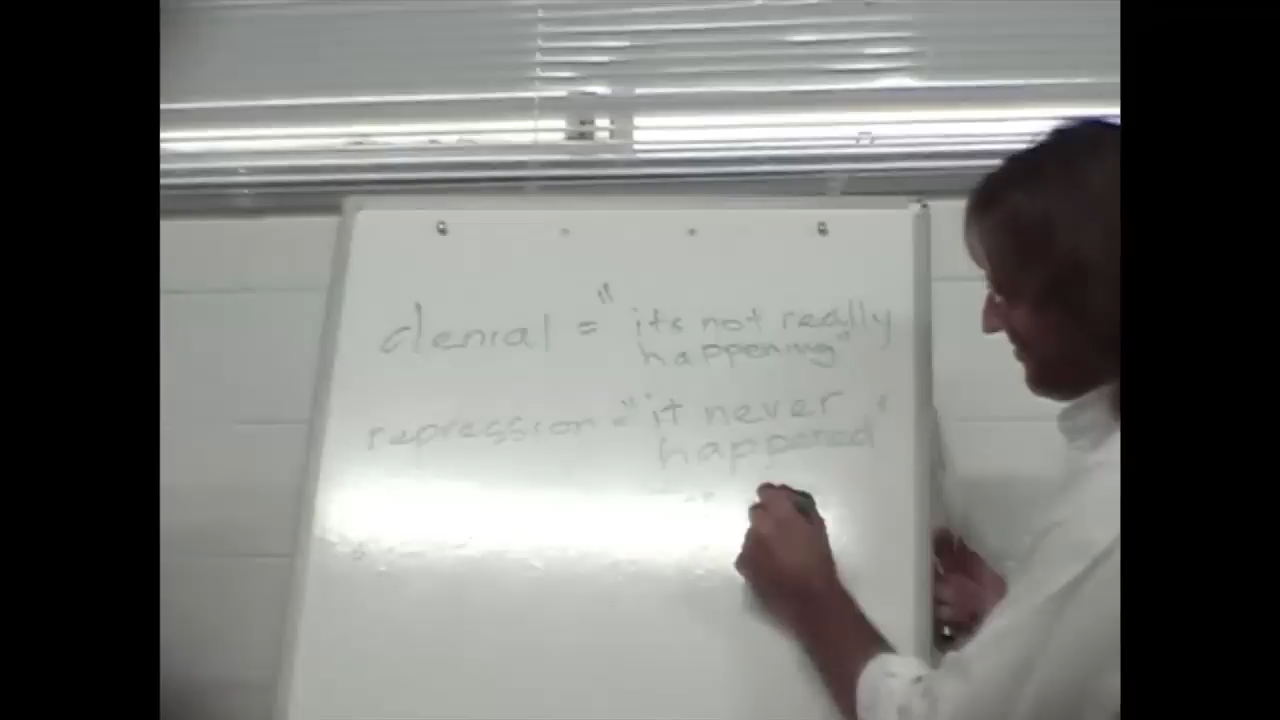 denial = "its not really
happening"
repression = "it never
happened"